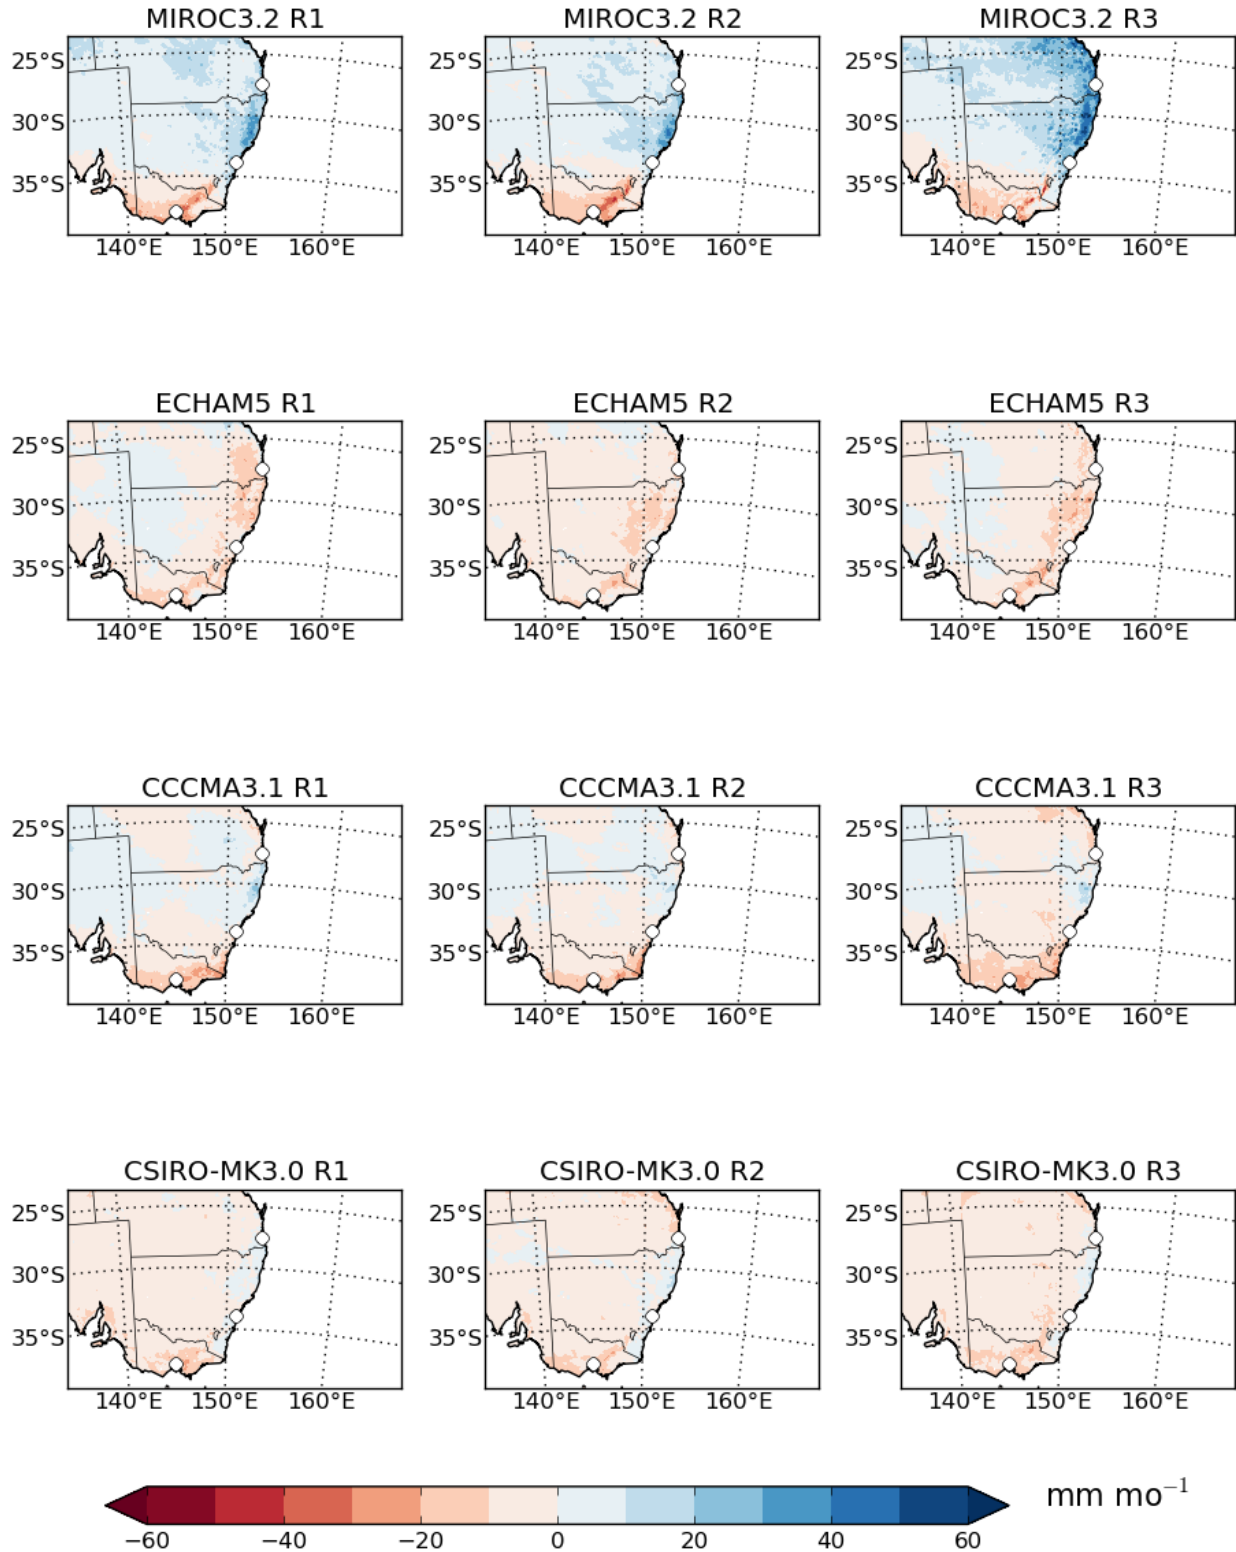 MIROC3.2 R1 MIROC3.2 R2 MIROC3.2 R3
25°S 25°S 25°S
30°S 30°S 30°S
35°S 35°S 35°S
140°E 150°E 160°E 140°E 150°E 160°E 140°E 150°E 160°E
ECHAM5 R1 ECHAM5 R2 ECHAM5 R3
25°S 25°S 25°S
30°S 30°S 30°S
35°S 35°S 35°S
140°E 150°E 160°E 140°E 150°E 160°E 140°E 150°E 160°E
CCCMA3.1 R1 CCCMA3.1 R2 CCCMA3.1 R3
25°S 25°S 25°S
30°S 30°S 30°S
35°S 35°S 35°S
140°E 150°E 160°E 140°E 150°E 160°E 140°E 150°E 160°E
CSIRO-MK3.0 R1 CSIRO-MK3.0 R2 CSIRO-MK3.0 R3
25°S 25°S 25°S
30°S 30°S 30°S
35°S 35°S 35°S
140°E 150°E 160°E 140°E 150°E 160°E 140°E 150°E 160°E
mm mo⁻¹
−60 −40 −20 0 20 40 60